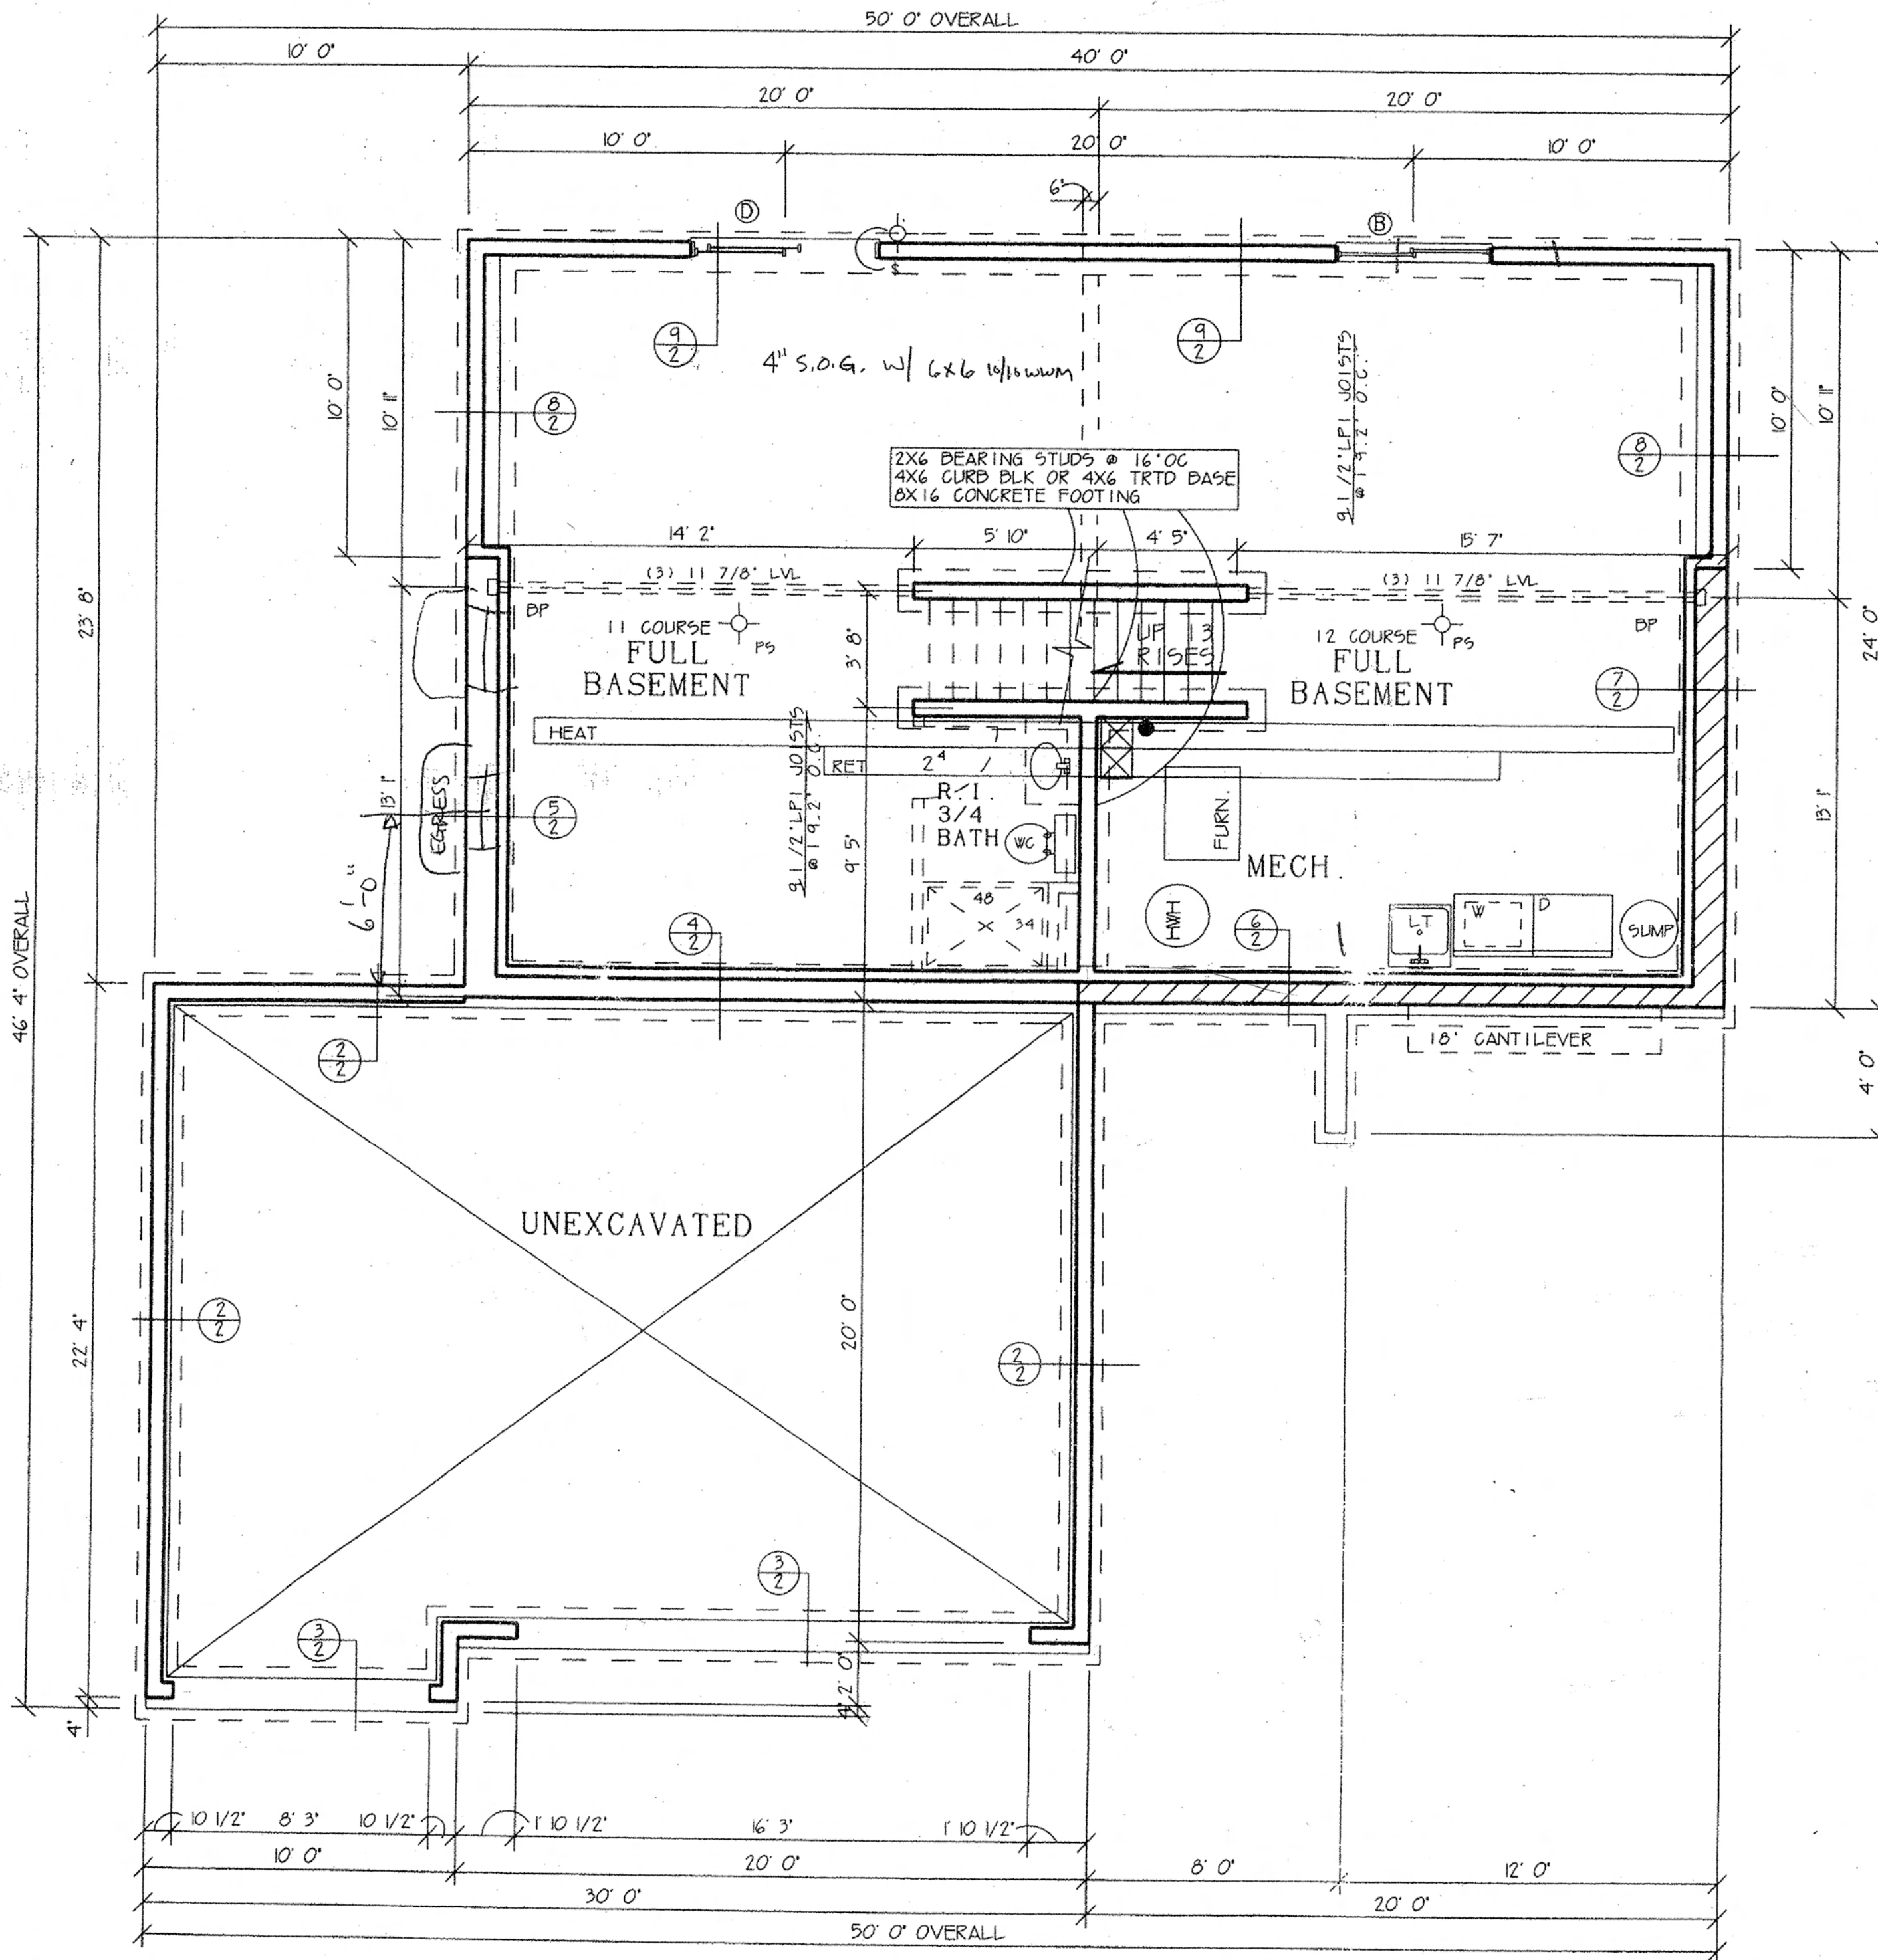 50' 0" OVERALL
10' 0"
40' 0"
20' 0"
20' 0"
10' 0"
20' 0"
10' 0"
6"
D
B
9
2
9
2
4" S.O.G. W/ 6X6 10/10 WWM
10' 0"
10' 11"
8
2
9 1/2" LPI JOISTS
@ 19.2" O.C.
8
2
10' 0"
10' 11"
2X6 BEARING STUDS @ 16"OC
4X6 CURB BLK OR 4X6 TRTD BASE
8X16 CONCRETE FOOTING
14' 2"
5' 10"
4' 5"
15' 7"
(3) 11 7/8" LVL
(3) 11 7/8" LVL
BP
BP
23' 8"
24' 0"
11 COURSE
PS
FULL
BASEMENT
3' 8"
UP 13
RISES
12 COURSE
PS
FULL
BASEMENT
7
2
HEAT
RET
2⁴
9 1/2" LPI JOISTS
@ 19.2" O.C.
R.I.
3/4
BATH
WC
FURN.
MECH.
13' 1"
EGRESS
5
2
9' 5"
13' 1"
6'-0"
4
2
48
34
HWH
6
2
LT
W
D
SUMP
46' 4" OVERALL
2
2
18" CANTILEVER
4' 0"
UNEXCAVATED
2
2
20' 0"
2
2
22' 4"
3
2
3
2
2' 0"
4"
4"
10 1/2"
8' 3"
10 1/2"
1' 10 1/2"
16' 3"
1' 10 1/2"
10' 0"
20' 0"
8' 0"
12' 0"
30' 0"
20' 0"
50' 0" OVERALL